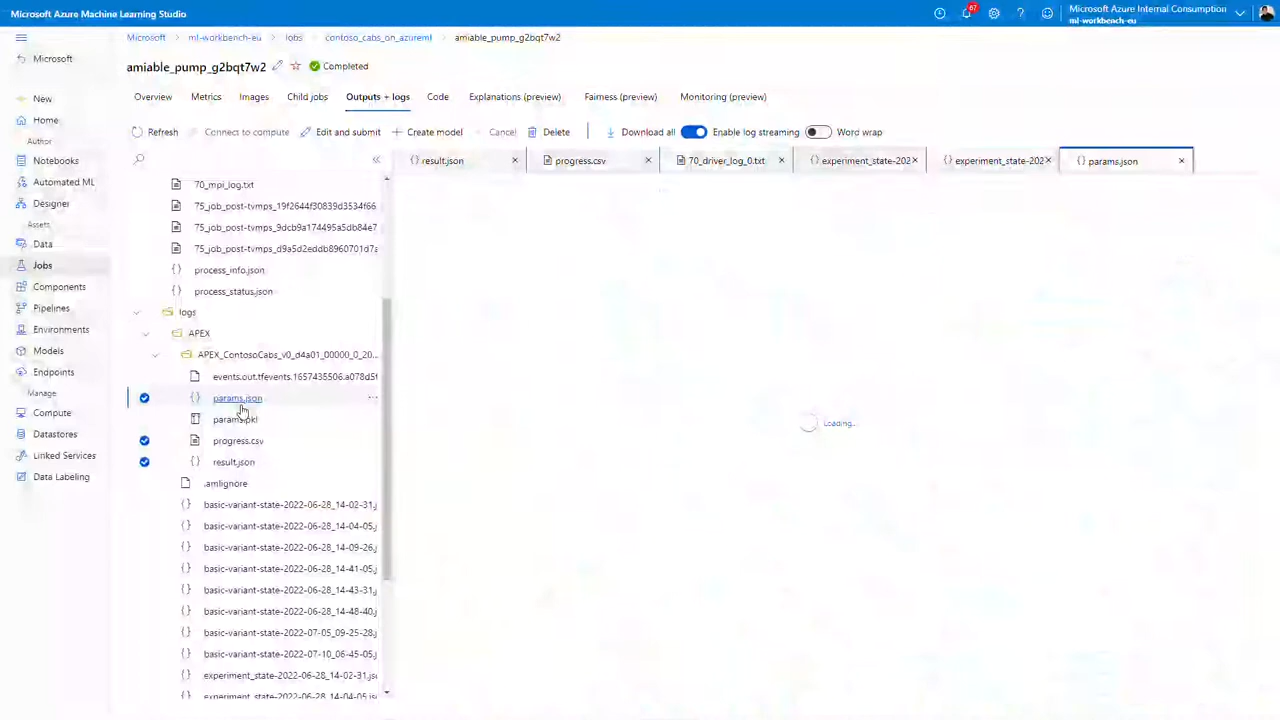 Microsoft Azure Machine Learning Studio
67
Microsoft Azure Internal Consumption
ml-workbench-eu
Microsoft
ml-workbench-eu
Jobs
contoso_cabs_on_azureml
amiable_pump_g2bqt7w2
Microsoft
amiable_pump_g2bqt7w2
Completed
New
Home
Author
Notebooks
Automated ML
Designer
Assets
Data
Jobs
Components
Pipelines
Environments
Models
Endpoints
Manage
Compute
Datastores
Linked Services
Data Labeling
Overview
Metrics
Images
Child jobs
Outputs + logs
Code
Explanations (preview)
Fairness (preview)
Monitoring (preview)
Refresh
Connect to compute
Edit and submit
Create model
Cancel
Delete
Download all
Enable log streaming
Word wrap
result.json
progress.csv
70_driver_log_0.txt
experiment_state-202
experiment_state-202
params.json
70_mpi_log.txt
75_job_post-tvmps_19f2644f30839d3534f66
75_job_post-tvmps_9dcb9a174495a5db84e7
75_job_post-tvmps_d9a5d2eddb8960701d7a
process_info.json
process_status.json
logs
APEX
APEX_ContosoCabs_v0_d4a01_00000_0_20...
events.out.tfevents.1657435506.a078d5f
params.json
params.pkl
progress.csv
result.json
.amlignore
basic-variant-state-2022-06-28_14-02-31.j
basic-variant-state-2022-06-28_14-04-05.j
basic-variant-state-2022-06-28_14-09-26.j
basic-variant-state-2022-06-28_14-41-05.j
basic-variant-state-2022-06-28_14-43-31.j
basic-variant-state-2022-06-28_14-48-40.j
basic-variant-state-2022-07-05_09-25-28.j
basic-variant-state-2022-07-10_06-45-05.j
experiment_state-2022-06-28_14-02-31.jsc
experiment_state-2022-06-28_14-04-05.jsc
Loading...